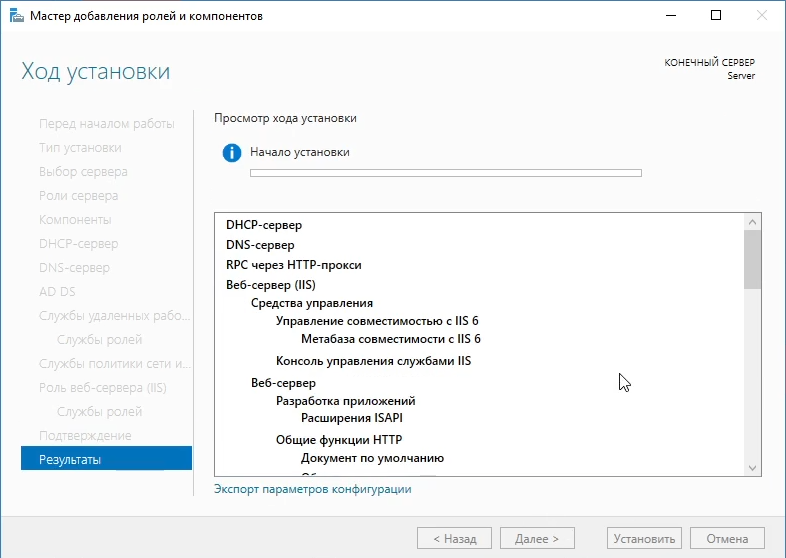 Мастер добавления ролей и компонентов
Ход установки
КОНЕЧНЫЙ СЕРВЕР
Server
Перед началом работы
Тип установки
Выбор сервера
Роли сервера
Компоненты
DHCP-сервер
DNS-сервер
AD DS
Службы удаленных рабо...
Службы ролей
Службы политики сети и...
Роль веб-сервера (IIS)
Службы ролей
Подтверждение
Результаты
Просмотр хода установки
Начало установки
DHCP-сервер
DNS-сервер
RPC через HTTP-прокси
Веб-сервер (IIS)
Средства управления
Управление совместимостью с IIS 6
Метабаза совместимости с IIS 6
Консоль управления службами IIS
Веб-сервер
Разработка приложений
Расширения ISAPI
Общие функции HTTP
Документ по умолчанию
Экспорт параметров конфигурации
< Назад
Далее >
Установить
Отмена